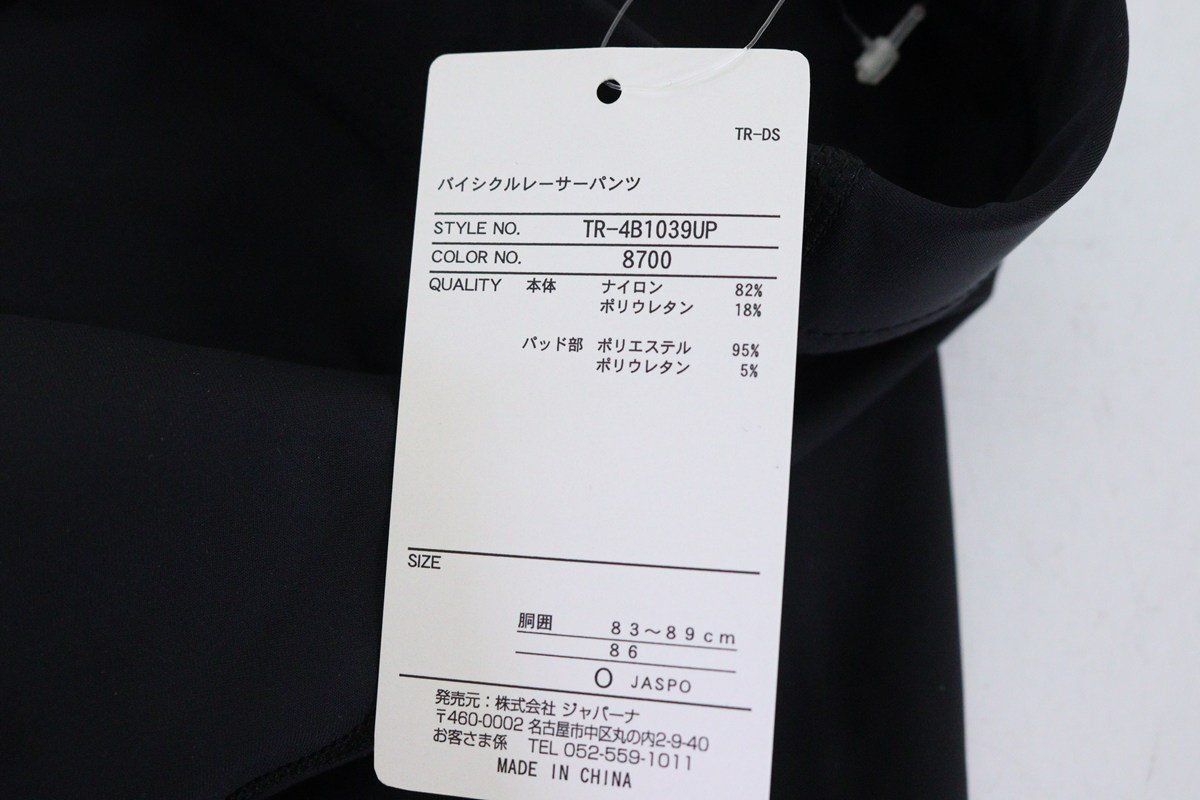 TR-DS
バイシクルレーサーパンツ
STYLE NO. TR-4B1039UP
COLOR NO. 8700
QUALITY 本体 ナイロン 82%
ポリウレタン 18%
パッド部 ポリエステル 95%
ポリウレタン 5%
SIZE
胴囲 83～89cm
86
O JASPO
発売元：株式会社 ジャパーナ
〒460-0002 名古屋市中区丸の内2-9-40
お客さま係 TEL 052-559-1011
MADE IN CHINA